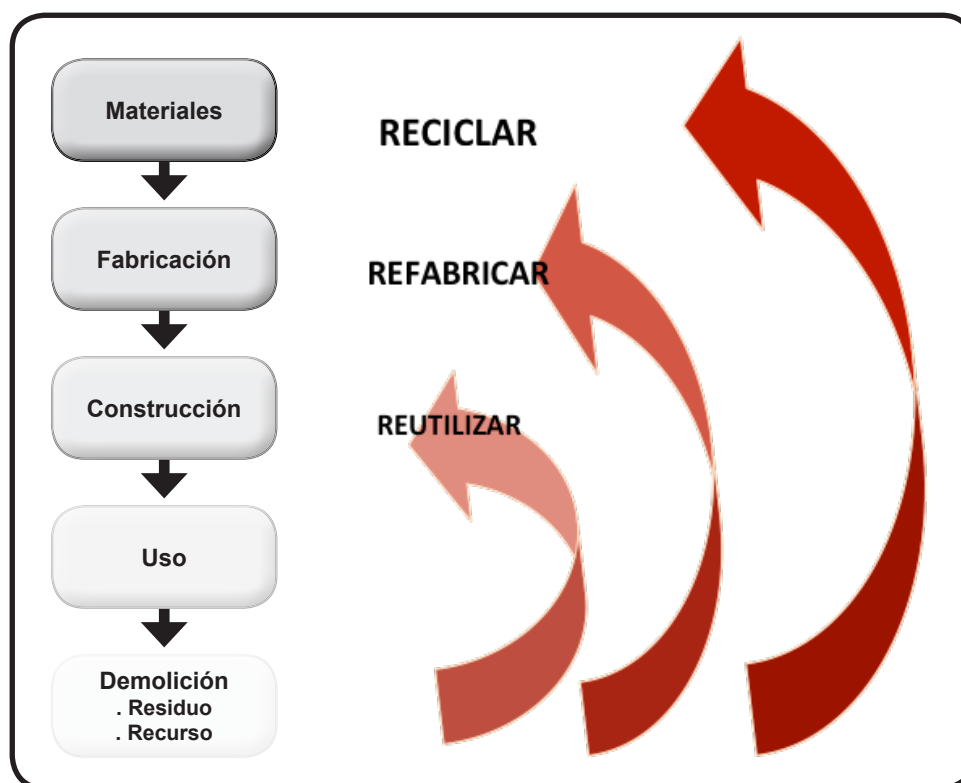 Materiales
RECICLAR
Fabricación
REFABRICAR
Construcción
REUTILIZAR
Uso
Demolición
. Residuo
. Recurso